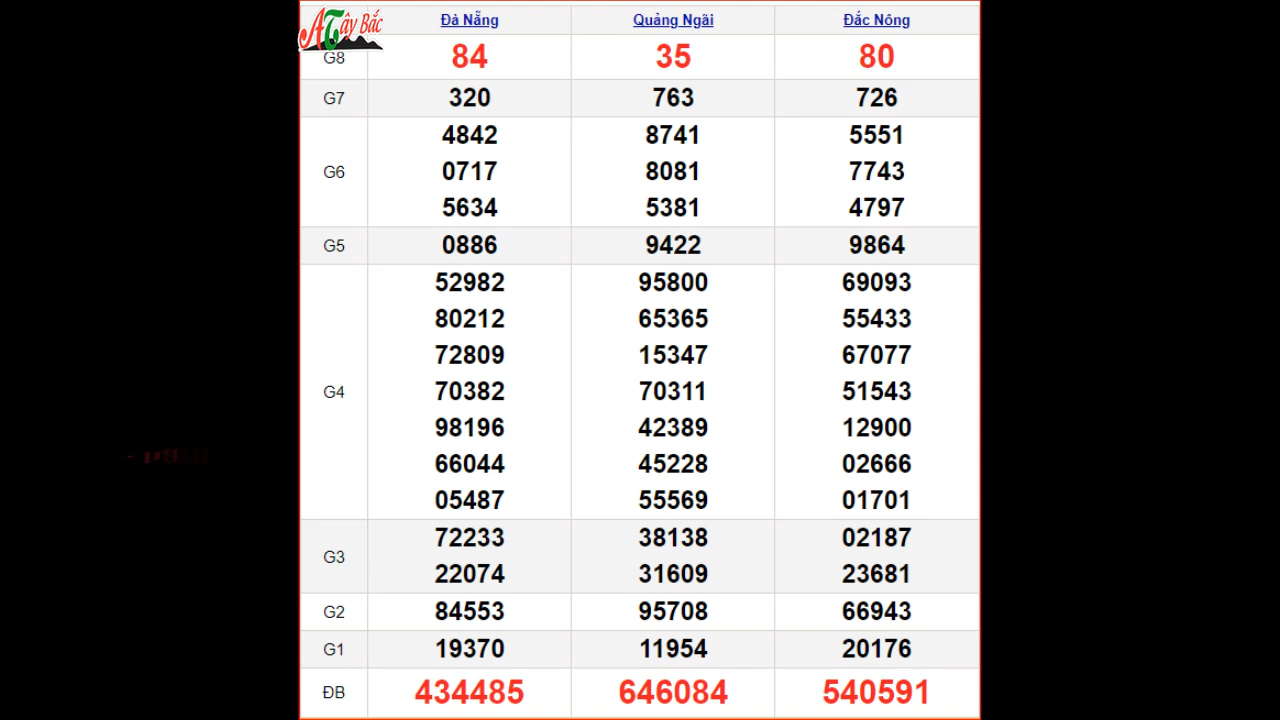 ATây Bắc
Đà Nẵng Quảng Ngãi Đắc Nông
G8 84 35 80
G7 320 763 726
4842 8741 5551
G6 0717 8081 7743
5634 5381 4797
G5 0886 9422 9864
52982 95800 69093
80212 65365 55433
72809 15347 67077
G4 70382 70311 51543
98196 42389 12900
66044 45228 02666
05487 55569 01701
G3 72233 38138 02187
22074 31609 23681
G2 84553 95708 66943
G1 19370 11954 20176
ĐB 434485 646084 540591